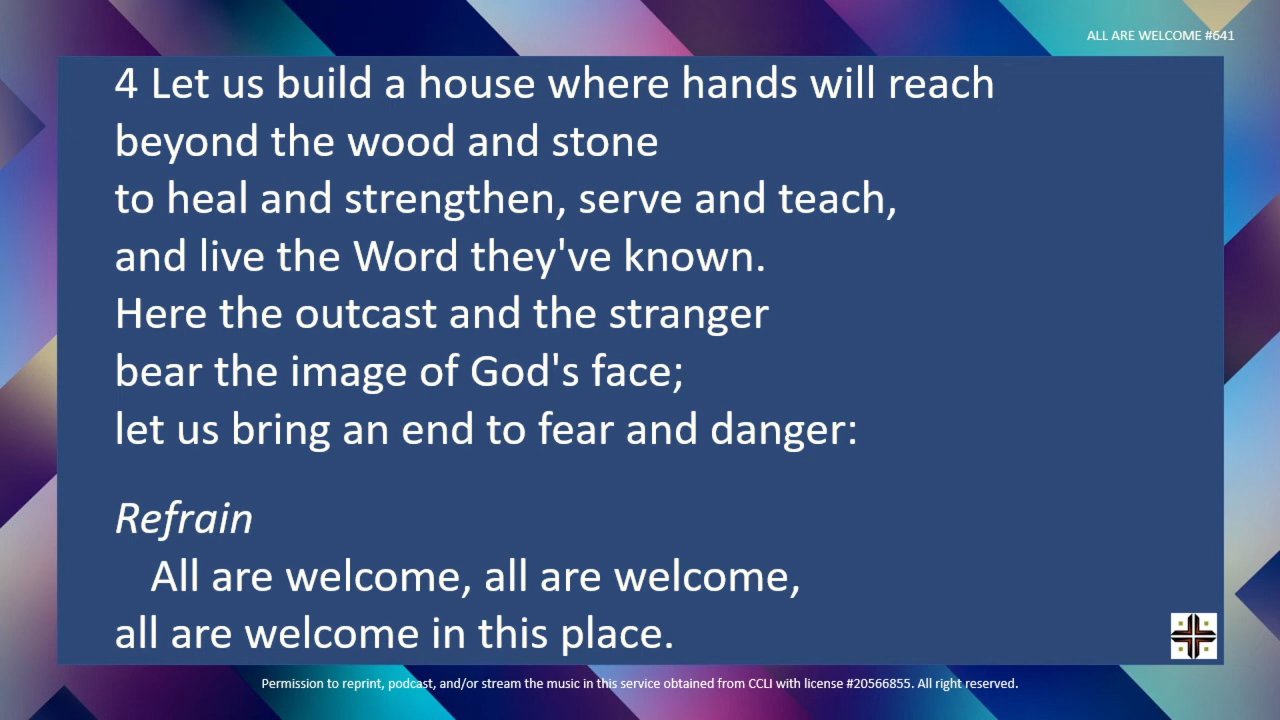 ALL ARE WELCOME #641
4 Let us build a house where hands will reach
beyond the wood and stone
to heal and strengthen, serve and teach,
and live the Word they've known.
Here the outcast and the stranger
bear the image of God's face;
let us bring an end to fear and danger:
Refrain
All are welcome, all are welcome,
all are welcome in this place.
Permission to reprint, podcast, and/or stream the music in this service obtained from CCLI with license #20566855. All right reserved.